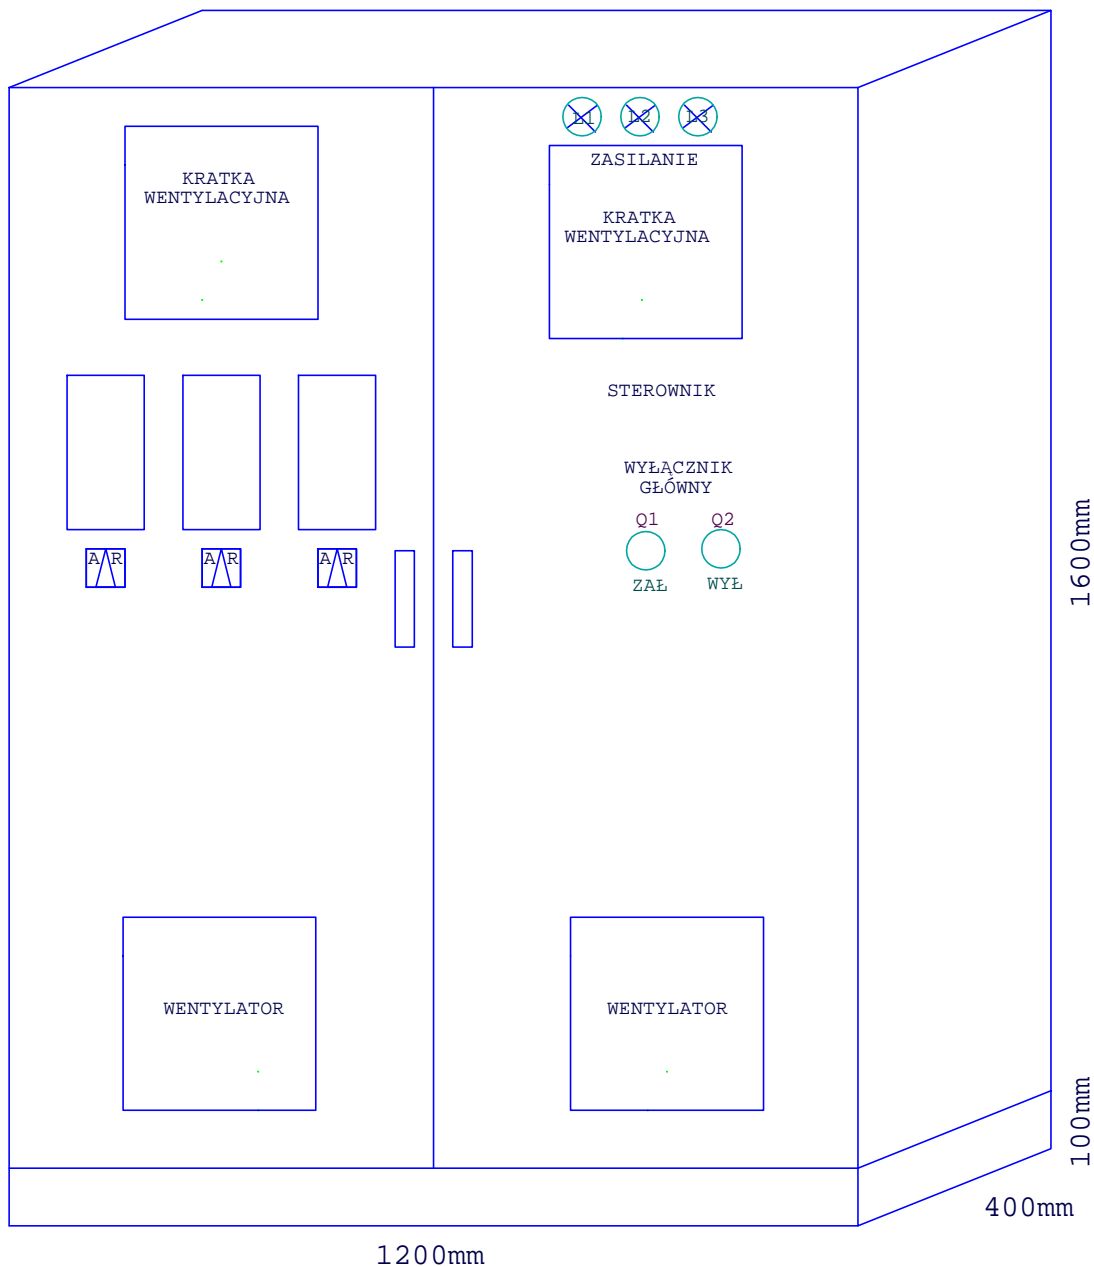 L1 L2 L3
ZASILANIE
KRATKA
WENTYLACYJNA
KRATKA
WENTYLACYJNA
STEROWNIK
WYŁĄCZNIK
GŁÓWNY
Q1 Q2
A R A R A R
ZAŁ WYŁ
1600mm
WENTYLATOR WENTYLATOR
100mm
400mm
1200mm